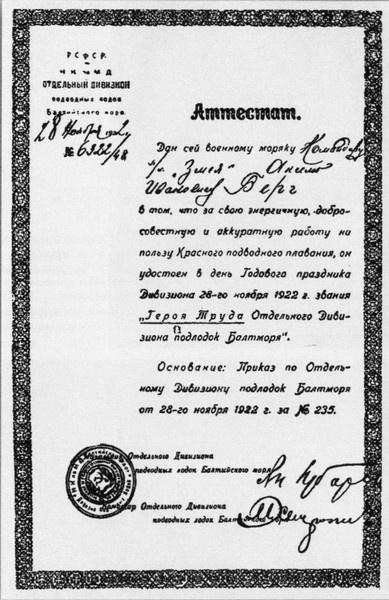 РСФСР.
НКМД
ОТДЕЛЬНЫЙ ДИВИЗИОН
подводных лодок
Балтийского моря.
28 Ноября 1922 г.
№ 6322/48
Аттестат.
Дан сей военному моряку Командиру
п/л "Змея" Акселю
Ивановичу Берг
в том, что за свою энергичную, добро-
совестную и аккуратную работу на
пользу Красного подводного плавания, он
удостоен в день Годового праздника
Дивизиона 28-го ноября 1922 г. звания
"Героя Труда Отдельного Диви-
зиона подлодок Балтморя".
Основание: Приказ по Отдель-
ному Дивизиону подлодок Балтморя
от 28-го ноября 1922 г. за № 235.
Отдельного Дивизиона
подводных лодок Балтийского моря
Комиссар Отдельного Дивизиона
подводных лодок Балтийского моря